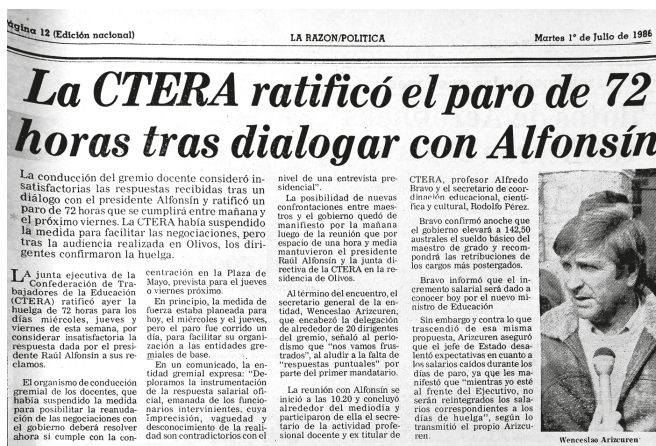 Página 12 (Edición nacional)
LA RAZON/POLITICA
Martes 1º de Julio de 1986
La CTERA ratificó el paro de 72
horas tras dialogar con Alfonsín
La conducción del gremio docente consideró in-
satisfactorias las respuestas recibidas tras un
diálogo con el presidente Alfonsín y ratificó un
paro de 72 horas que se cumplirá entre mañana y
el próximo viernes. La CTERA había suspendido
la medida para facilitar las negociaciones, pero
tras la audiencia realizada en Olivos, los diri-
gentes confirmaron la huelga.
LA junta ejecutiva de la
Confederación de Tra-
bajadores de la Educación
(CTERA) ratificó ayer la
huelga de 72 horas para los
días miércoles, jueves y
viernes de esta semana, por
considerar insatisfactoria la
respuesta dada por el presi-
dente Raúl Alfonsín a sus re-
clamos.
El organismo de conducción
gremial de los docentes, que
había suspendido la medida
para posibilitar la reanuda-
ción de las negociaciones con
el gobierno deberá resolver
ahora si cumple con la con-
centración en la Plaza de
Mayo, prevista para el jueves
o viernes próximo.
En principio, la medida de
fuerza estaba planeada para
hoy, el miércoles y el jueves,
pero el paro fue corrido un
día, para facilitar su organi-
zación a las entidades gre-
miales de base.
En un comunicado, la en-
tidad gremial expresa: "De-
ploramos la instrumentación
de la respuesta salarial ofi-
cial, emanada de los funcio-
narios intervinientes, cuya
imprecisión, vaguedad y
desconocimiento de la reali-
dad son contradictorios con el
nivel de una entrevista pre-
sidencial".
La posibilidad de nuevas
confrontaciones entre maes-
tros y el gobierno quedó de
manifiesto por la mañana
luego de la reunión que por
espacio de una hora y media
mantuvieron el presidente
Raúl Alfonsín y la junta di-
rectiva de la CTERA en la re-
sidencia de Olivos.
Al término del encuentro, el
secretario general de la en-
tidad, Wenceslao Arizcuren,
que encabezó la delegación
de alrededor de 20 dirigentes
del gremio, señaló al perio-
dismo que "nos vamos frus-
trados", al aludir a la falta de
"respuestas puntuales" por
parte del primer mandatario.
La reunión con Alfonsín se
inició a las 10.20 y concluyó
alrededor del mediodía y
participaron de ella el secreta-
rio de la actividad profe-
sional docente y ex titular de
CTERA, profesor Alfredo
Bravo y el secretario de coor-
dinación educacional, cientí-
fica y cultural, Rodolfo Pérez.
Bravo confirmó anoche que
el gobierno elevará a 142,50
australes el sueldo básico del
maestro de grado y recom-
pondrá las retribuciones de
los cargos más postergados.
Bravo informó que el in-
cremento salarial será dado a
conocer hoy por el nuevo mi-
nistro de Educación
Sin embargo y contra lo que
trascendió de esa misma
propuesta, Arizcuren aseguró
que el jefe de Estado desa-
lentó expectativas en cuanto a
los salarios caídos durante los
días de paro, ya que les ma-
nifestó que "mientras yo esté
al frente del Ejecutivo, no
serán reintegrados los sala-
rios correspondientes a los
días de huelga", según lo
transmitió el propio Arizcu-
ren.
Wenceslao Arizcuren